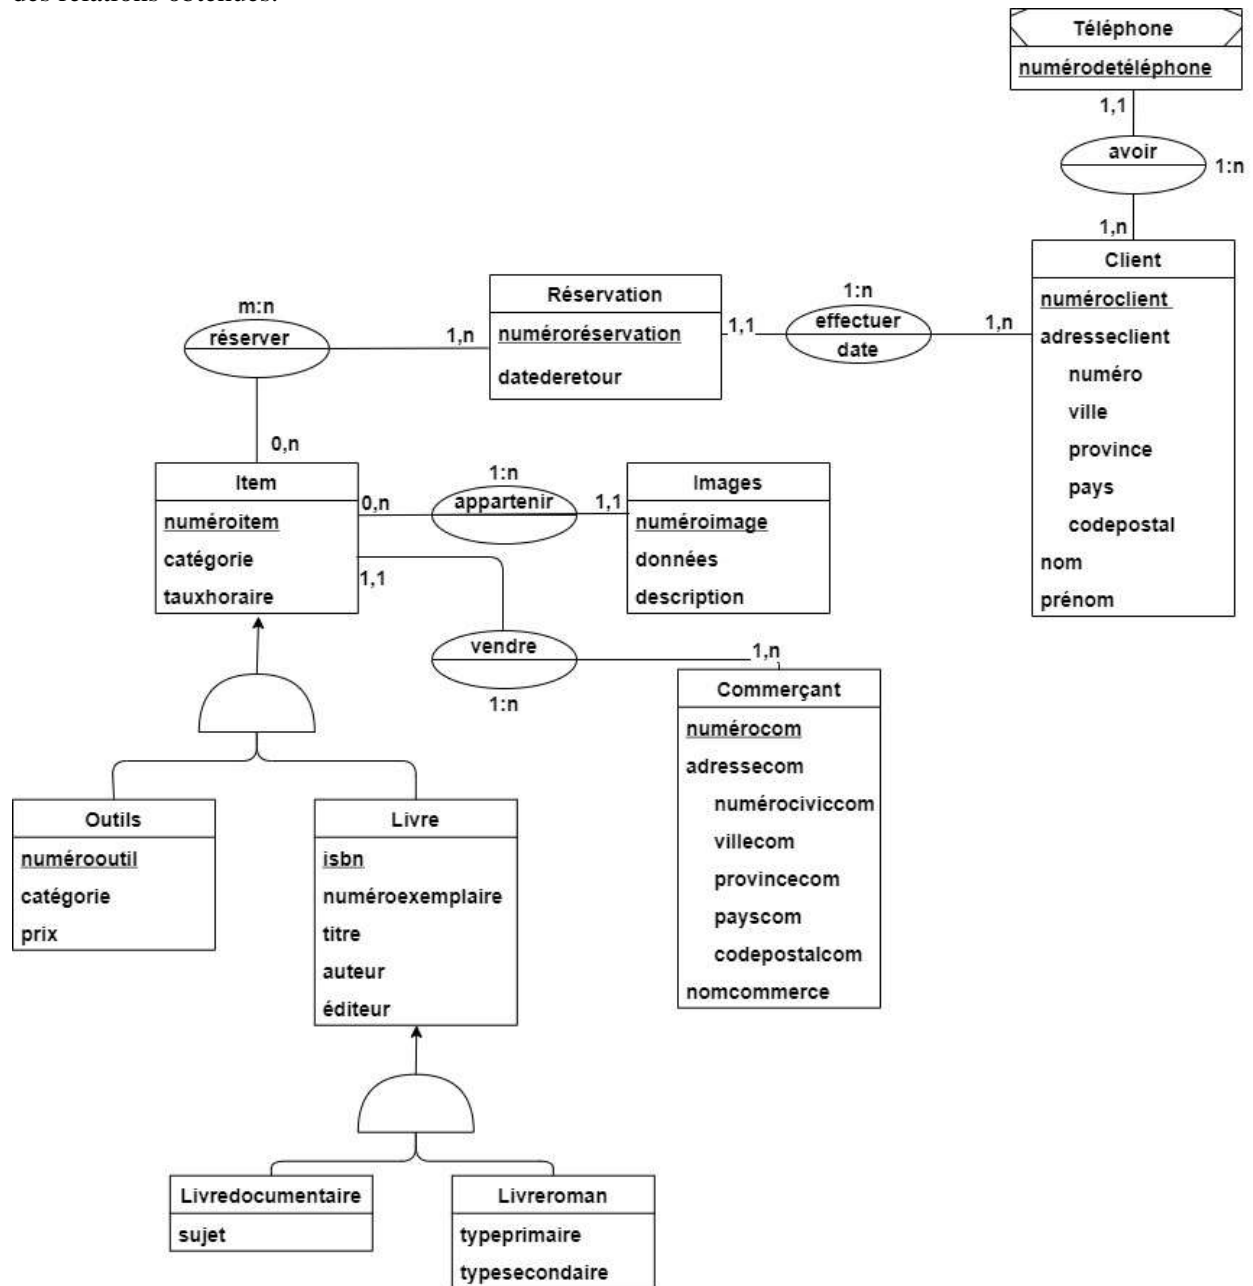 des relations obtenues.
Téléphone
numérodetéléphone
1,1
avoir
1:n
1,n
Client
numéroclient
adresseclient
numéro
ville
province
pays
codepostal
nom
prénom
1:n
effectuer
date
1,1
1,n
Réservation
numéroréservation
datederetour
m:n
réserver
1,n
0,n
Item
numéroitem
catégorie
tauxhoraire
1:n
appartenir
0,n
1,1
Images
numéroimage
données
description
1,1
vendre
1,n
1:n
Commerçant
numérocom
adressecom
numérociviccom
villecom
provincecom
payscom
codepostalcom
nomcommerce
Outils
numérooutil
catégorie
prix
Livre
isbn
numéroexemplaire
titre
auteur
éditeur
Livredocumentaire
sujet
Livreroman
typeprimaire
typesecondaire